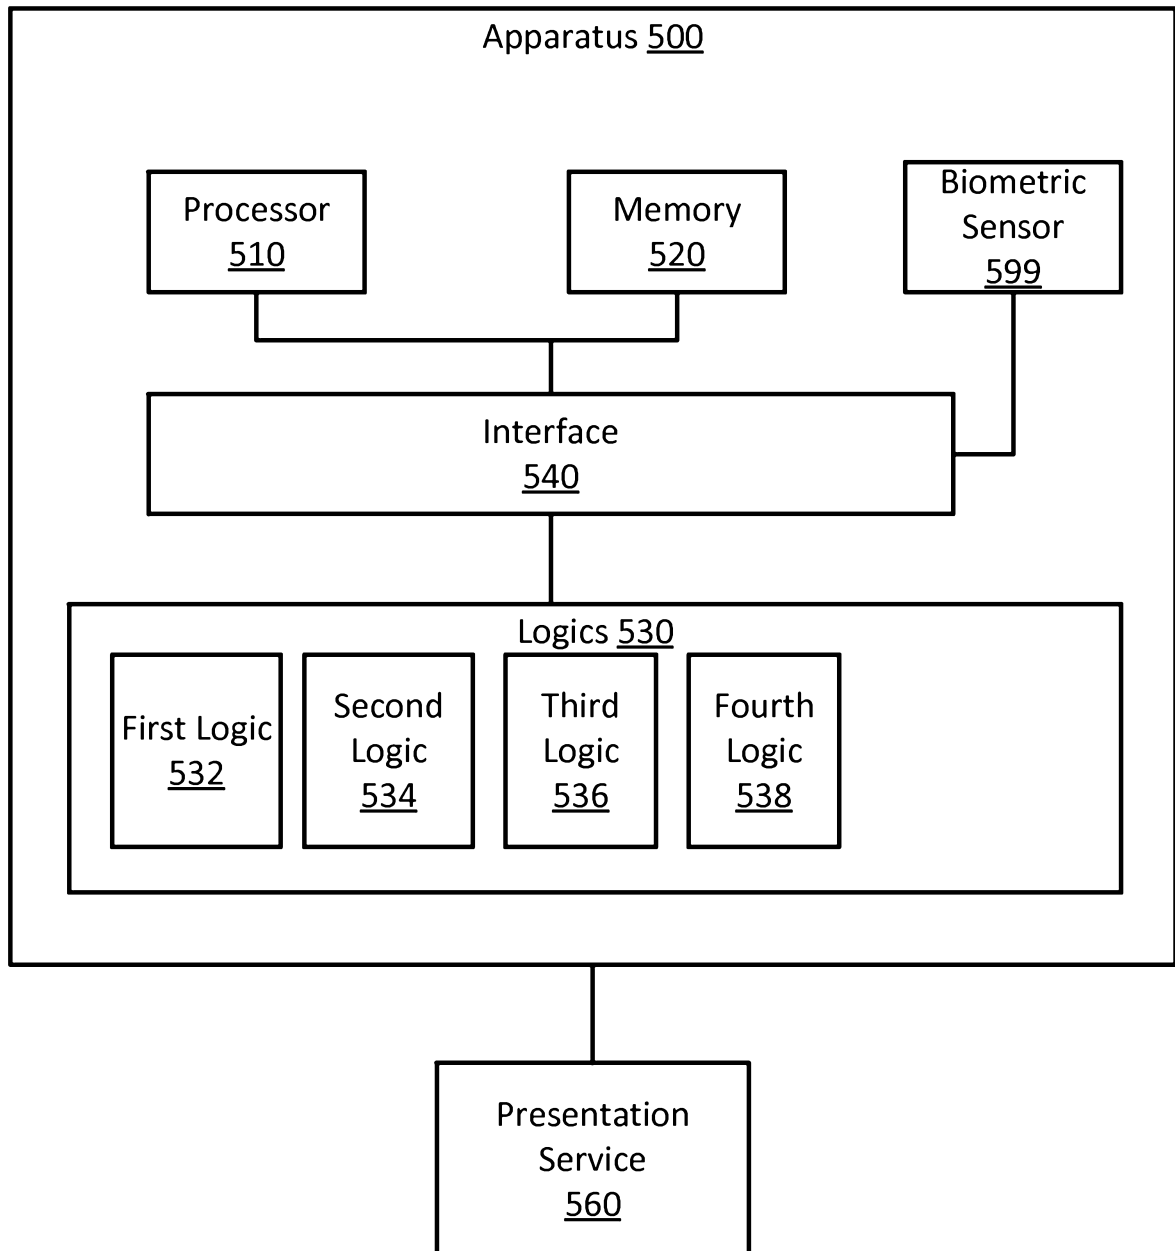 Apparatus 500
Processor
510
Memory
520
Biometric
Sensor
599
Interface
540
Logics 530
First Logic
532
Second
Logic
534
Third
Logic
536
Fourth
Logic
538
Presentation
Service
560